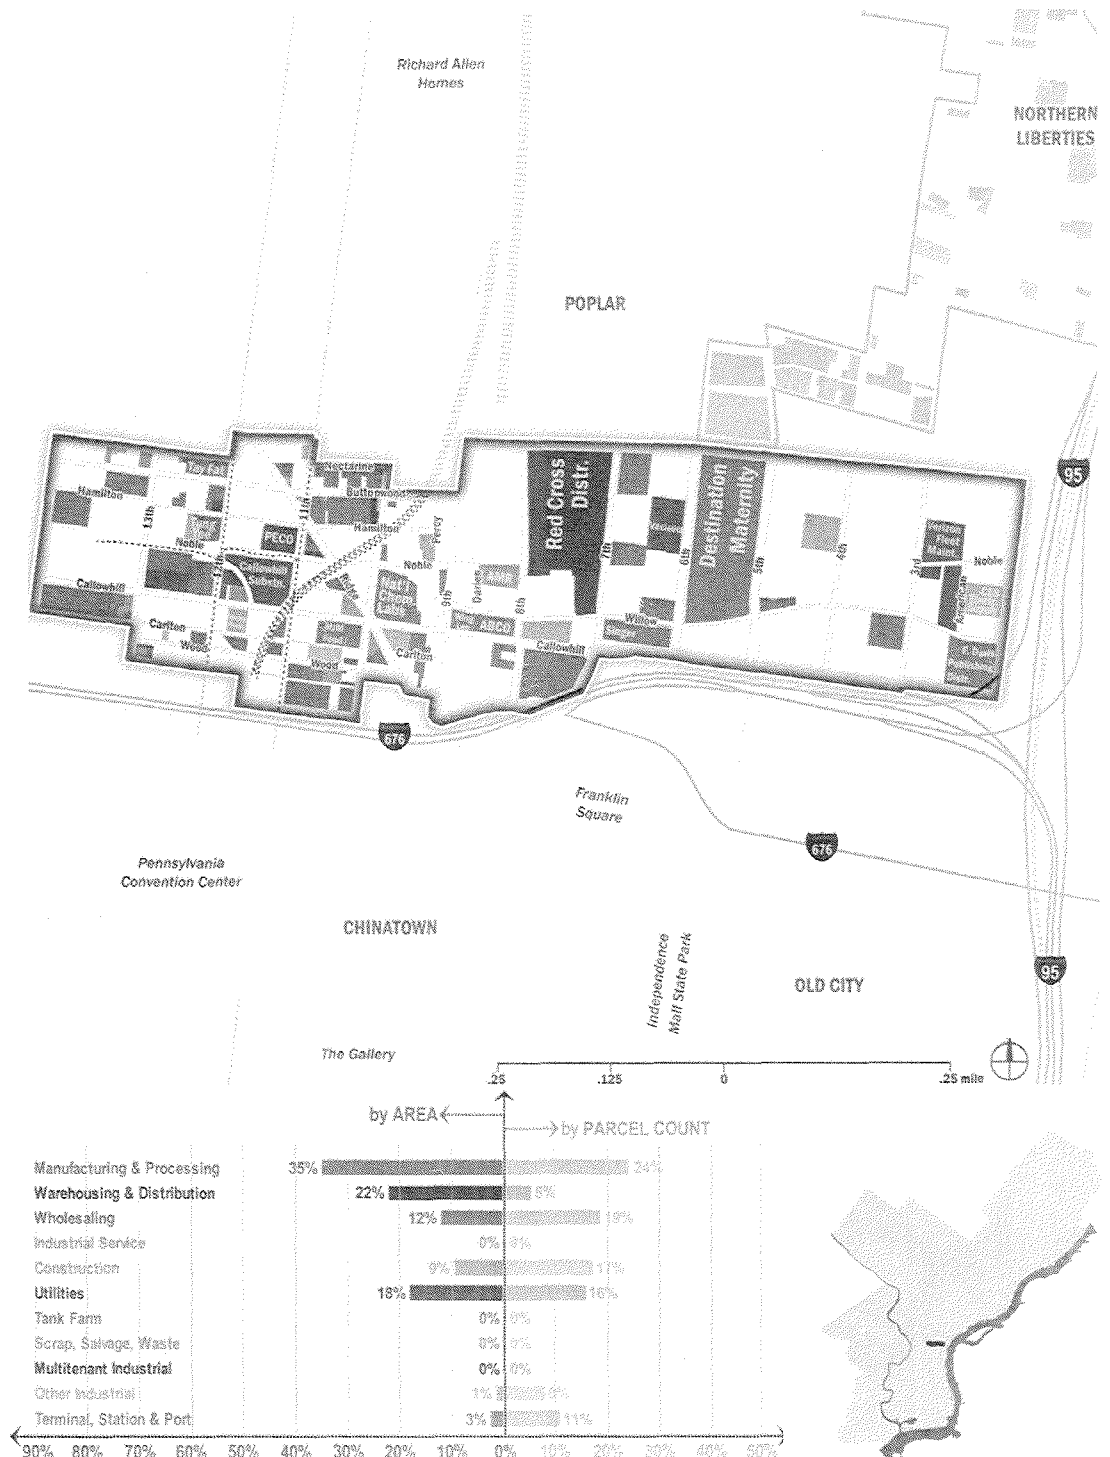 Richard Allen
Homes
NORTHERN
LIBERTIES
POPLAR
95
Nectarine
Buttonwood
Hamilton
Hamilton
13th
11th
Percy
Red Cross
Distr.
Destination
Maternity
7th
6th
5th
4th
3rd
PECO
Noble
12th
Noble
Noble
Callowhill
9th
Darien
8th
American
Carlton
Wood
Wood
Carlton
ABCO
Callowhill
Willow
676
Franklin
Square
676
Pennsylvania
Convention Center
CHINATOWN
Independence
Mall State Park
OLD CITY
95
The Gallery
.25 .125 0 .25 mile
by AREA
by PARCEL COUNT
Manufacturing & Processing 35% 24%
Warehousing & Distribution 22% 5%
Wholesaling 12%
Industrial Service 0% 0%
Construction 9% 17%
Utilities 18% 16%
Tank Farm 0% 0%
Scrap, Salvage, Waste 0% 0%
Multitenant Industrial 0% 0%
Other Industrial 1%
Terminal, Station & Port 3% 11%
90% 80% 70% 60% 50% 40% 30% 20% 10% 0% 10% 20% 30% 40% 50%